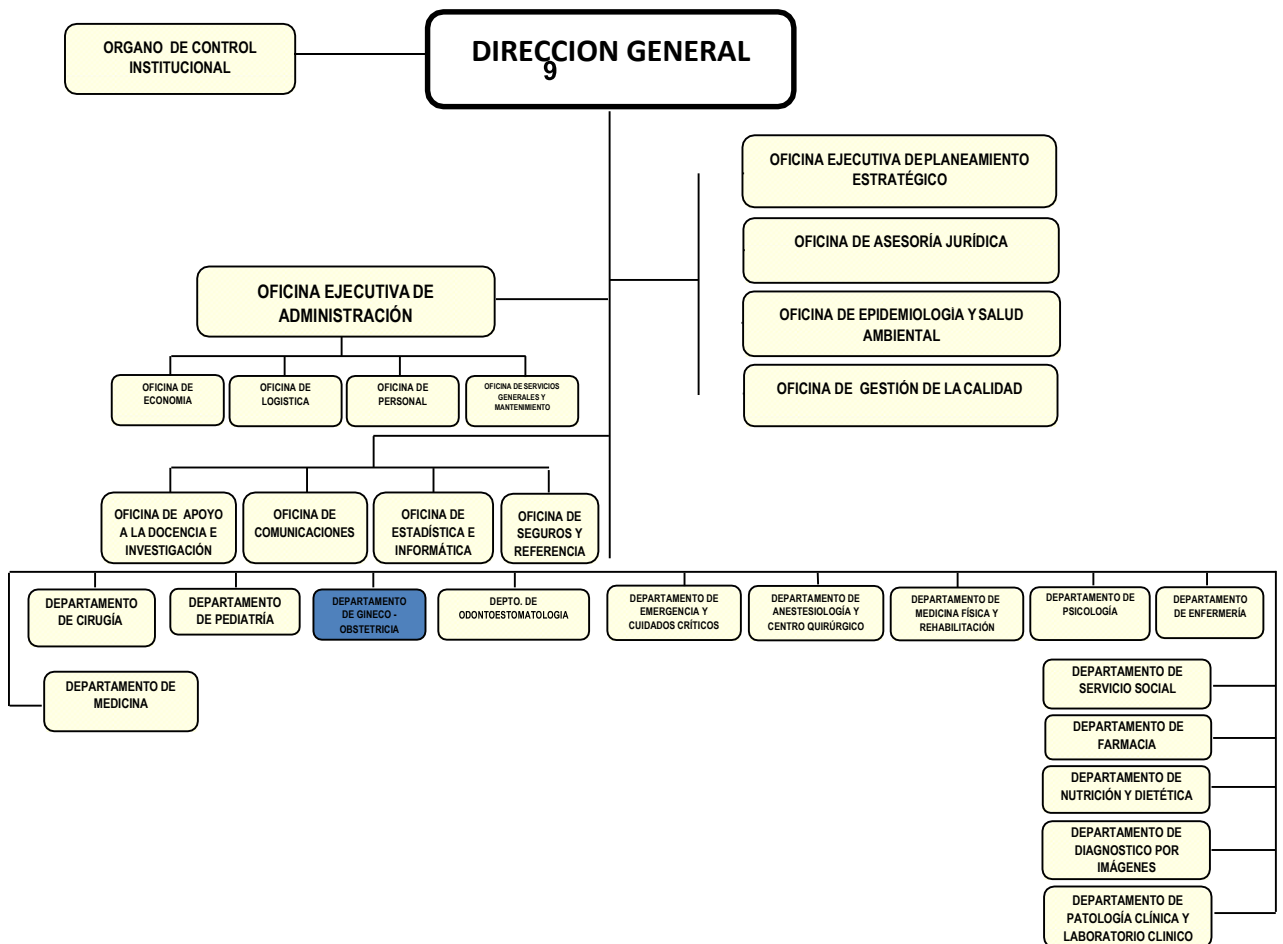 ORGANO DE CONTROL
INSTITUCIONAL
DIRECCION GENERAL
9
OFICINA EJECUTIVA DE PLANEAMIENTO
ESTRATÉGICO
OFICINA DE ASESORÍA JURÍDICA
OFICINA DE EPIDEMIOLOGÌA Y SALUD
AMBIENTAL
OFICINA DE GESTIÓN DE LA CALIDAD
OFICINA EJECUTIVA DE
ADMINISTRACIÓN
OFICINA DE
ECONOMIA
OFICINA DE
LOGISTICA
OFICINA DE
PERSONAL
OFICINA DE SERVICIOS
GENERALES Y
MANTENIMIENTO
OFICINA DE APOYO
A LA DOCENCIA E
INVESTIGACIÓN
OFICINA DE
COMUNICACIONES
OFICINA DE
ESTADÍSTICA E
INFORMÁTICA
OFICINA DE
SEGUROS Y
REFERENCIA
DEPARTAMENTO
DE CIRUGÍA
DEPARTAMENTO
DE PEDIATRÍA
DEPARTAMENTO
DE GINECO -
OBSTETRICIA
DEPTO. DE
ODONTOESTOMATOLOGIA
DEPARTAMENTO DE
EMERGENCIA Y
CUIDADOS CRÍTICOS
DEPARTAMENTO DE
ANESTESIOLOGÍA Y
CENTRO QUIRÚRGICO
DEPARTAMENTO DE
MEDICINA FÍSICA Y
REHABILITACIÓN
DEPARTAMENTO DE
PSICOLOGÍA
DEPARTAMENTO
DE ENFERMERÍA
DEPARTAMENTO DE
MEDICINA
DEPARTAMENTO DE
SERVICIO SOCIAL
DEPARTAMENTO DE
FARMACIA
DEPARTAMENTO DE
NUTRICIÓN Y DIETÉTICA
DEPARTAMENTO DE
DIAGNOSTICO POR
IMÁGENES
DEPARTAMENTO DE
PATOLOGÍA CLÍNICA Y
LABORATORIO CLINICO